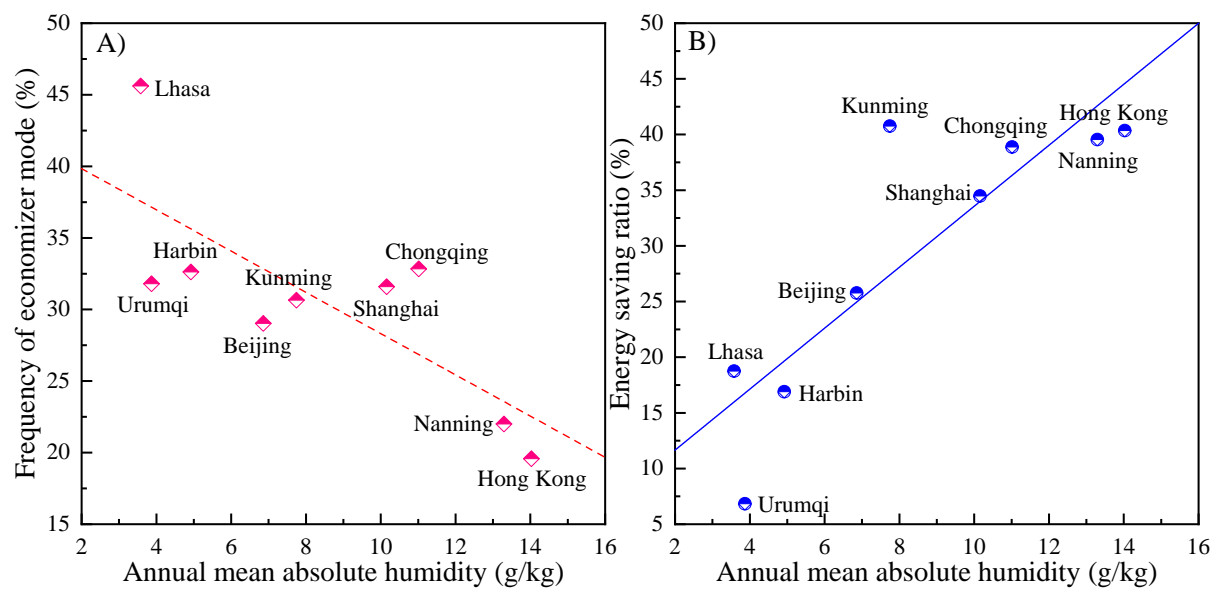 A)
Frequency of economizer mode (%)
50
45
40
35
30
25
20
15
Lhasa
Harbin
Urumqi
Kunming
Beijing
Chongqing
Shanghai
Nanning
Hong Kong
2 4 6 8 10 12 14 16
Annual mean absolute humidity (g/kg)
B)
Energy saving ratio (%)
50
45
40
35
30
25
20
15
10
5
Kunming
Chongqing
Hong Kong
Nanning
Shanghai
Beijing
Lhasa
Harbin
Urumqi
2 4 6 8 10 12 14 16
Annual mean absolute humidity (g/kg)